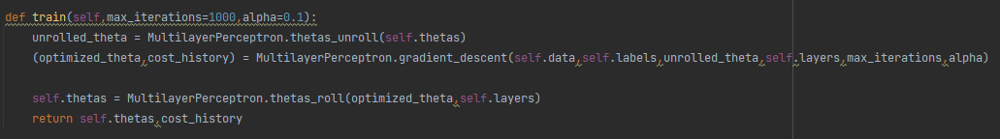 def train(self,max_iterations=1000,alpha=0.1):
    unrolled_theta = MultilayerPerceptron.thetas_unroll(self.thetas)
    (optimized_theta,cost_history) = MultilayerPerceptron.gradient_descent(self.data,self.labels,unrolled_theta,self.layers,max_iterations,alpha)
    self.thetas = MultilayerPerceptron.thetas_roll(optimized_theta,self.layers)
    return self.thetas,cost_history